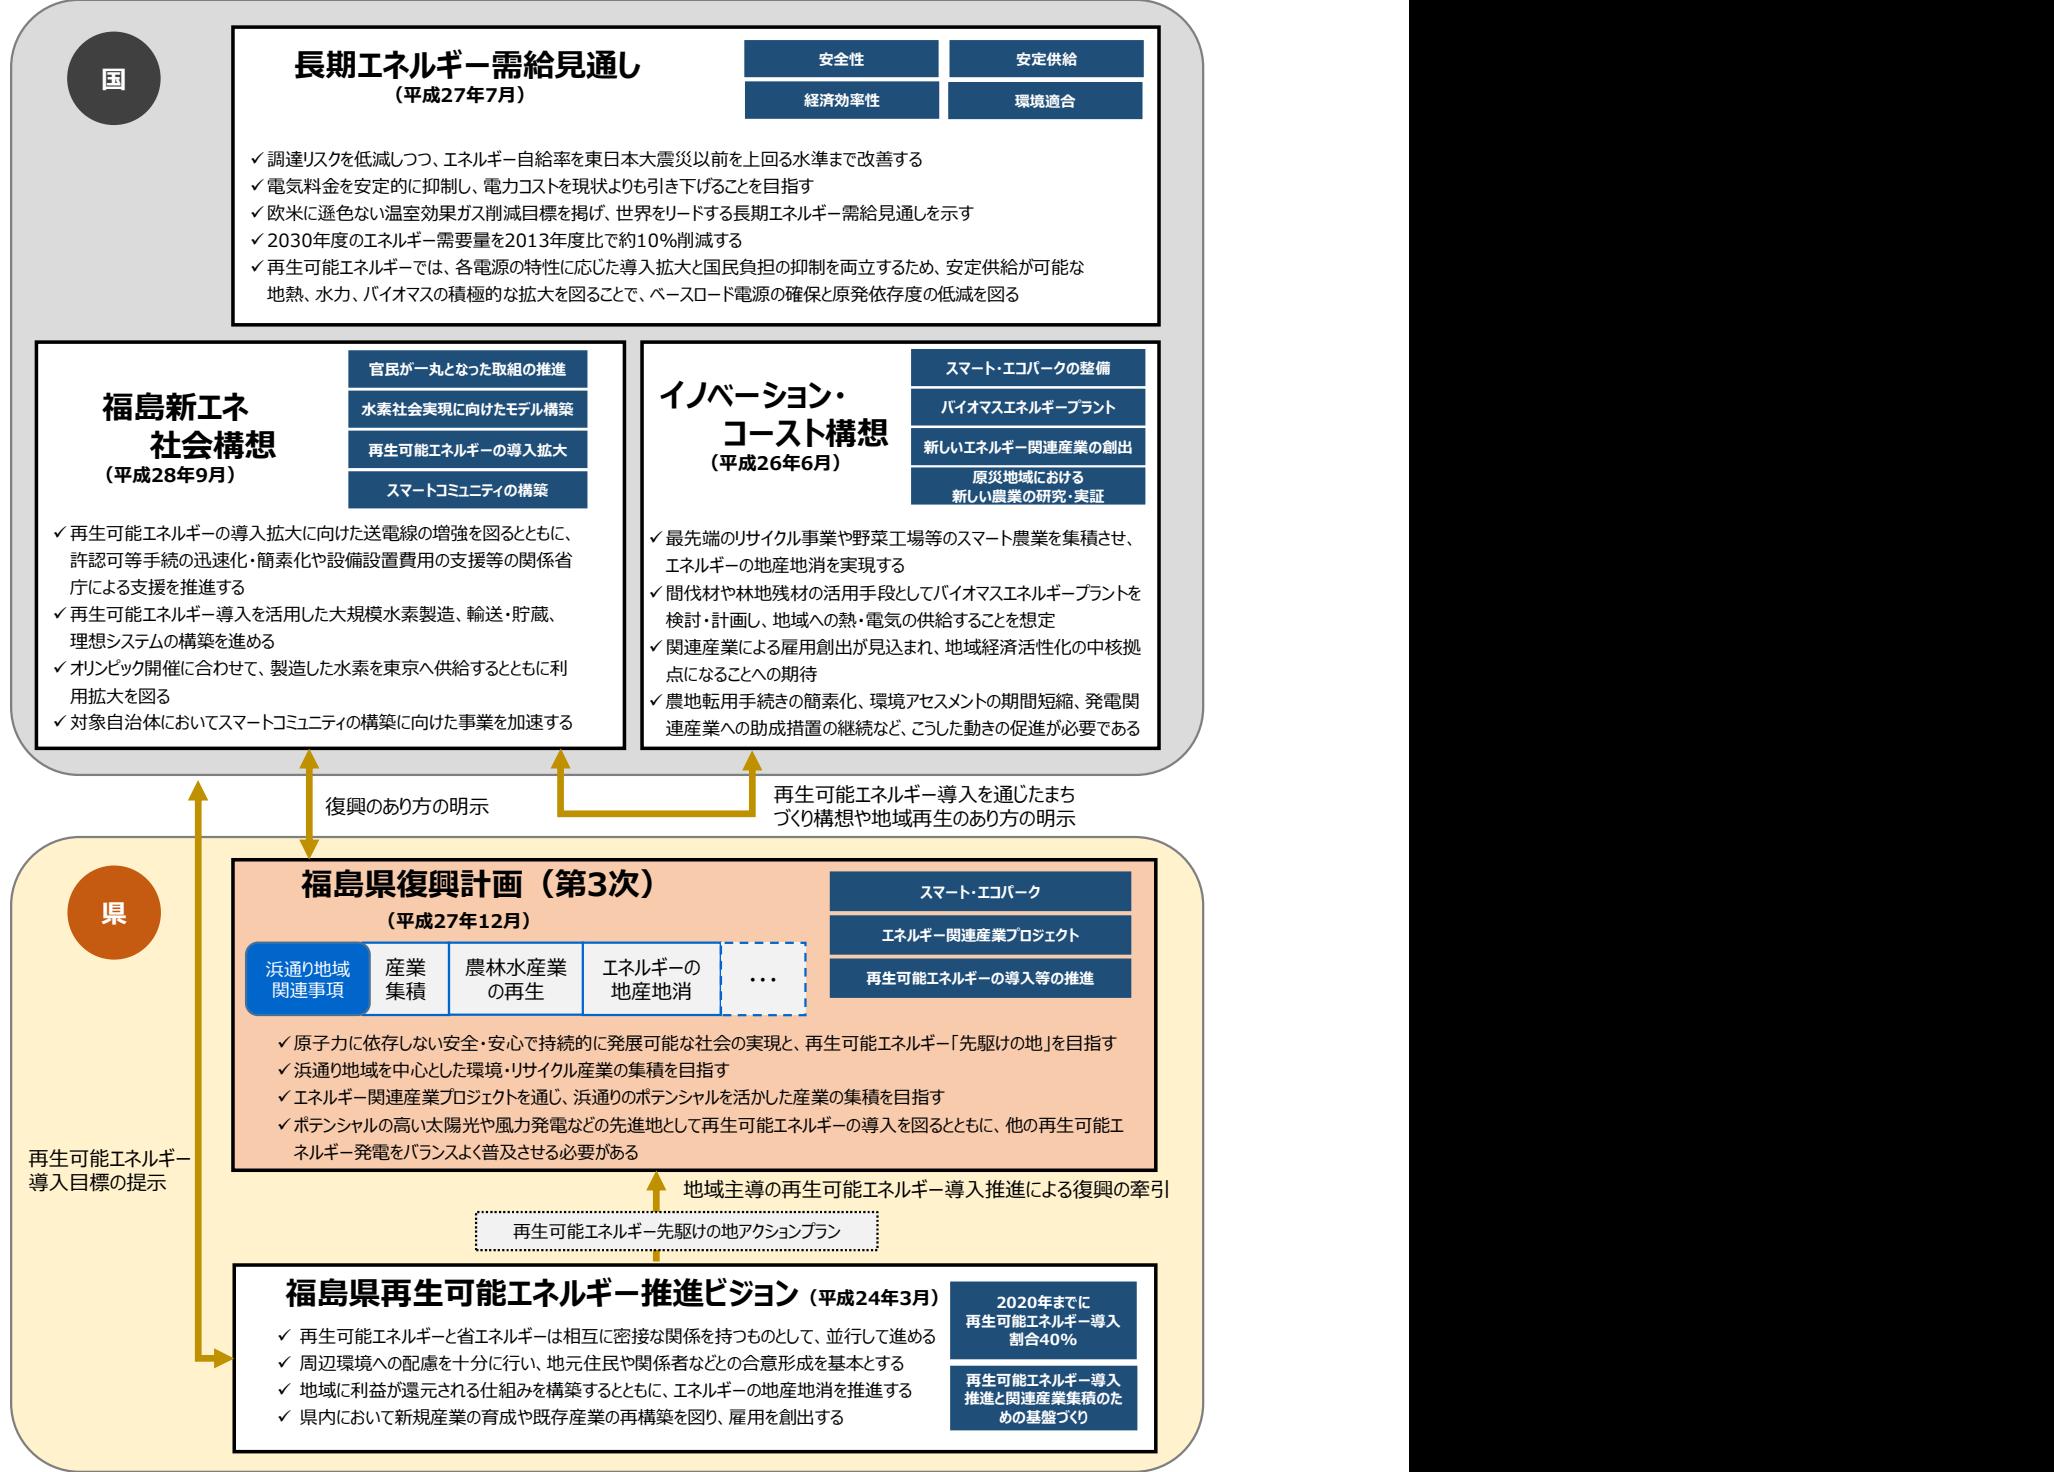 国
長期エネルギー需給見通し
（平成27年7月）
安全性
安定供給
経済効率性
環境適合
✓調達リスクを低減しつつ、エネルギー自給率を東日本大震災以前を上回る水準まで改善する
✓電気料金を安定的に抑制し、電力コストを現状よりも引き下げることを目指す
✓欧米に遜色ない温室効果ガス削減目標を掲げ、世界をリードする長期エネルギー需給見通しを示す
✓2030年度のエネルギー需要量を2013年度比で約10%削減する
✓再生可能エネルギーでは、各電源の特性に応じた導入拡大と国民負担の抑制を両立するため、安定供給が可能な
地熱、水力、バイオマスの積極的な拡大を図ることで、ベースロード電源の確保と原発依存度の低減を図る
福島新エネ
社会構想
（平成28年9月）
官民が一丸となった取組の推進
水素社会実現に向けたモデル構築
再生可能エネルギーの導入拡大
スマートコミュニティの構築
✓再生可能エネルギーの導入拡大に向けた送電線の増強を図るとともに、
許認可等手続の迅速化・簡素化や設備設置費用の支援等の関係省
庁による支援を推進する
✓再生可能エネルギー導入を活用した大規模水素製造、輸送・貯蔵、
理想システムの構築を進める
✓オリンピック開催に合わせて、製造した水素を東京へ供給するとともに利
用拡大を図る
✓対象自治体においてスマートコミュニティの構築に向けた事業を加速する
イノベーション・
コースト構想
（平成26年6月）
スマート・エコパークの整備
バイオマスエネルギープラント
新しいエネルギー関連産業の創出
原災地域における
新しい農業の研究・実証
✓最先端のリサイクル事業や野菜工場等のスマート農業を集積させ、
エネルギーの地産地消を実現する
✓間伐材や林地残材の活用手段としてバイオマスエネルギープラントを
検討・計画し、地域への熱・電気の供給することを想定
✓関連産業による雇用創出が見込まれ、地域経済活性化の中核拠
点になることへの期待
✓農地転用手続きの簡素化、環境アセスメントの期間短縮、発電関
連産業への助成措置の継続など、こうした動きの促進が必要である
復興のあり方の明示
再生可能エネルギー導入を通じたまち
づくり構想や地域再生のあり方の明示
県
福島県復興計画（第3次）
（平成27年12月）
スマート・エコパーク
エネルギー関連産業プロジェクト
再生可能エネルギーの導入等の推進
浜通り地域
関連事項
産業
集積
農林水産業
の再生
エネルギーの
地産地消
･･･
✓原子力に依存しない安全・安心で持続的に発展可能な社会の実現と、再生可能エネルギー「先駆けの地」を目指す
✓浜通り地域を中心とした環境・リサイクル産業の集積を目指す
✓エネルギー関連産業プロジェクトを通じ、浜通りのポテンシャルを活かした産業の集積を目指す
✓ポテンシャルの高い太陽光や風力発電などの先進地として再生可能エネルギーの導入を図るとともに、他の再生可能エ
ネルギー発電をバランスよく普及させる必要がある
再生可能エネルギー
導入目標の提示
地域主導の再生可能エネルギー導入推進による復興の牽引
再生可能エネルギー先駆けの地アクションプラン
福島県再生可能エネルギー推進ビジョン（平成24年3月）
✓ 再生可能エネルギーと省エネルギーは相互に密接な関係を持つものとして、並行して進める
✓ 周辺環境への配慮を十分に行い、地元住民や関係者などとの合意形成を基本とする
✓ 地域に利益が還元される仕組みを構築するとともに、エネルギーの地産地消を推進する
✓ 県内において新規産業の育成や既存産業の再構築を図り、雇用を創出する
2020年までに
再生可能エネルギー導入
割合40%
再生可能エネルギー導入
推進と関連産業集積のた
めの基盤づくり